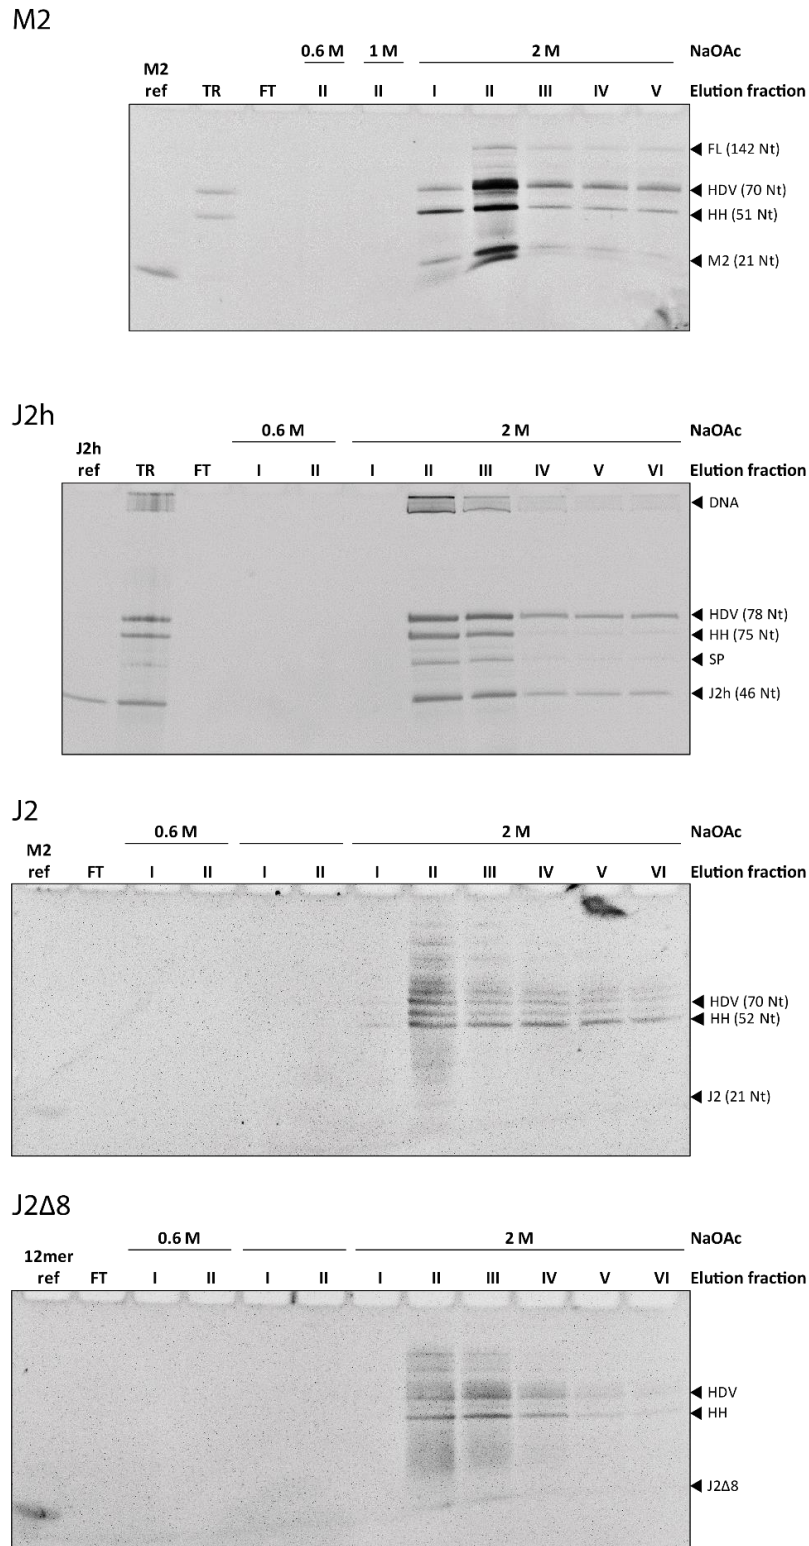 M2
0.6 M 1 M 2 M NaOAc
M2
ref TR FT II II I II III IV V Elution fraction
FL (142 Nt)
HDV (70 Nt)
HH (51 Nt)
M2 (21 Nt)
J2h
0.6 M 2 M NaOAc
J2h
ref TR FT I II I II III IV V VI Elution fraction
DNA
HDV (78 Nt)
HH (75 Nt)
SP
J2h (46 Nt)
J2
0.6 M 2 M NaOAc
M2
ref FT I II I II I II III IV V VI Elution fraction
HDV (70 Nt)
HH (52 Nt)
J2 (21 Nt)
J2Δ8
0.6 M 2 M NaOAc
12mer
ref FT I II I II I II III IV V VI Elution fraction
HDV
HH
J2Δ8